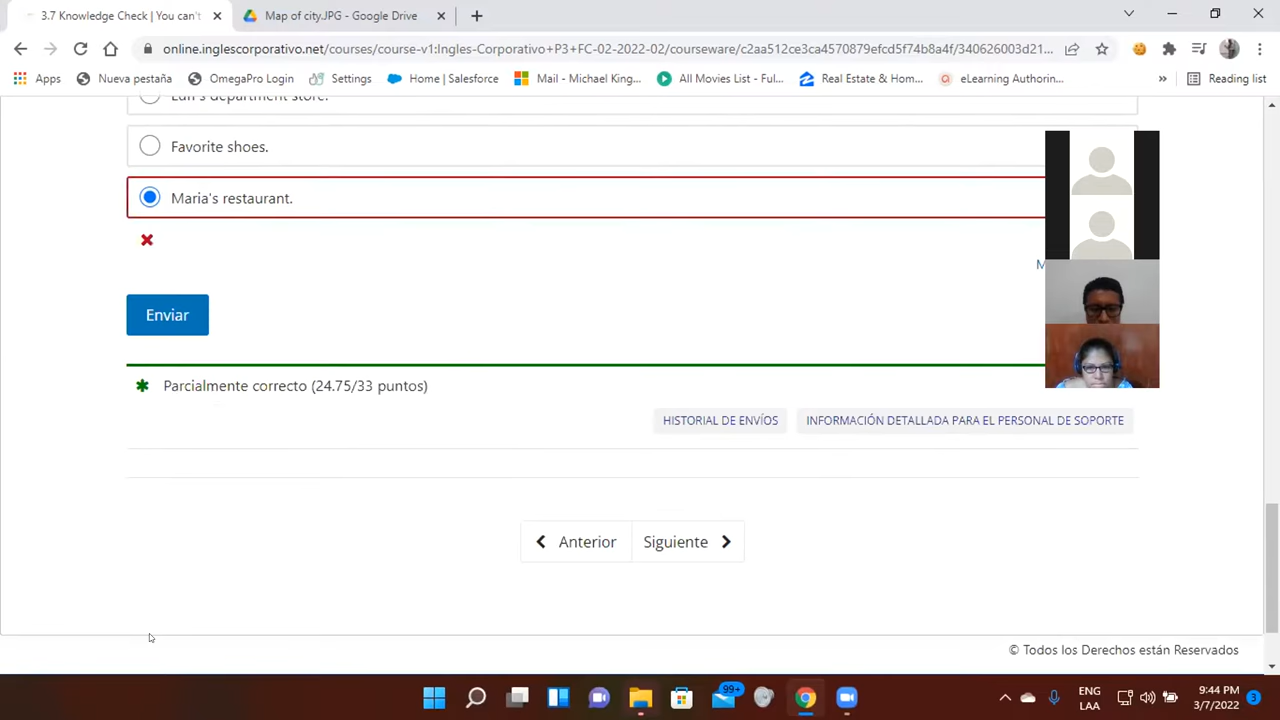 3.7 Knowledge Check | You can't
Map of city.JPG - Google Drive
online.inglescorporativo.net/courses/course-v1:Ingles-Corporativo+P3+FC-02-2022-02/courseware/c2aa512ce3ca4570879efcd5f74b8a4f/340626003d21...
Apps
Nueva pestaña
OmegaPro Login
Settings
Home | Salesforce
Mail - Michael King...
All Movies List - Ful...
Real Estate & Hom...
eLearning Authorin...
»
Reading list
department store.
Favorite shoes.
Maria's restaurant.
M
Enviar
Parcialmente correcto (24.75/33 puntos)
HISTORIAL DE ENVÍOS
INFORMACIÓN DETALLADA PARA EL PERSONAL DE SOPORTE
Anterior
Siguiente
© Todos los Derechos están Reservados
99+
ENG
LAA
9:44 PM
3/7/2022
3